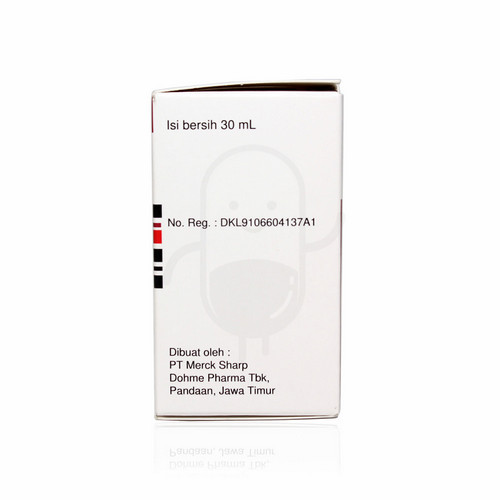 Isi bersih 30 mL
No. Reg. : DKL9106604137A1
Dibuat oleh :
PT Merck Sharp
Dohme Pharma Tbk,
Pandaan, Jawa Timur